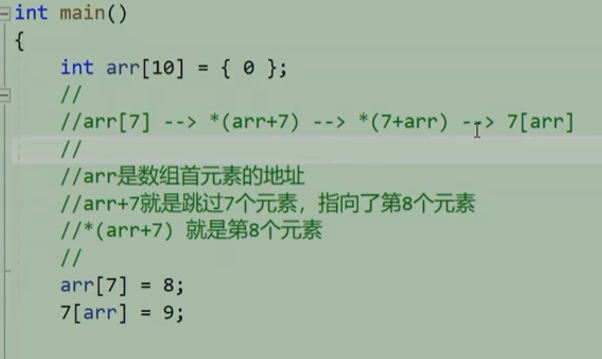 int main()
{
int arr[10] = { 0 };
//
//arr[7] --> *(arr+7) --> *(7+arr) --> 7[arr]
//
//arr是数组首元素的地址
//arr+7就是跳过7个元素，指向了第8个元素
//*(arr+7) 就是第8个元素
//
arr[7] = 8;
7[arr] = 9;